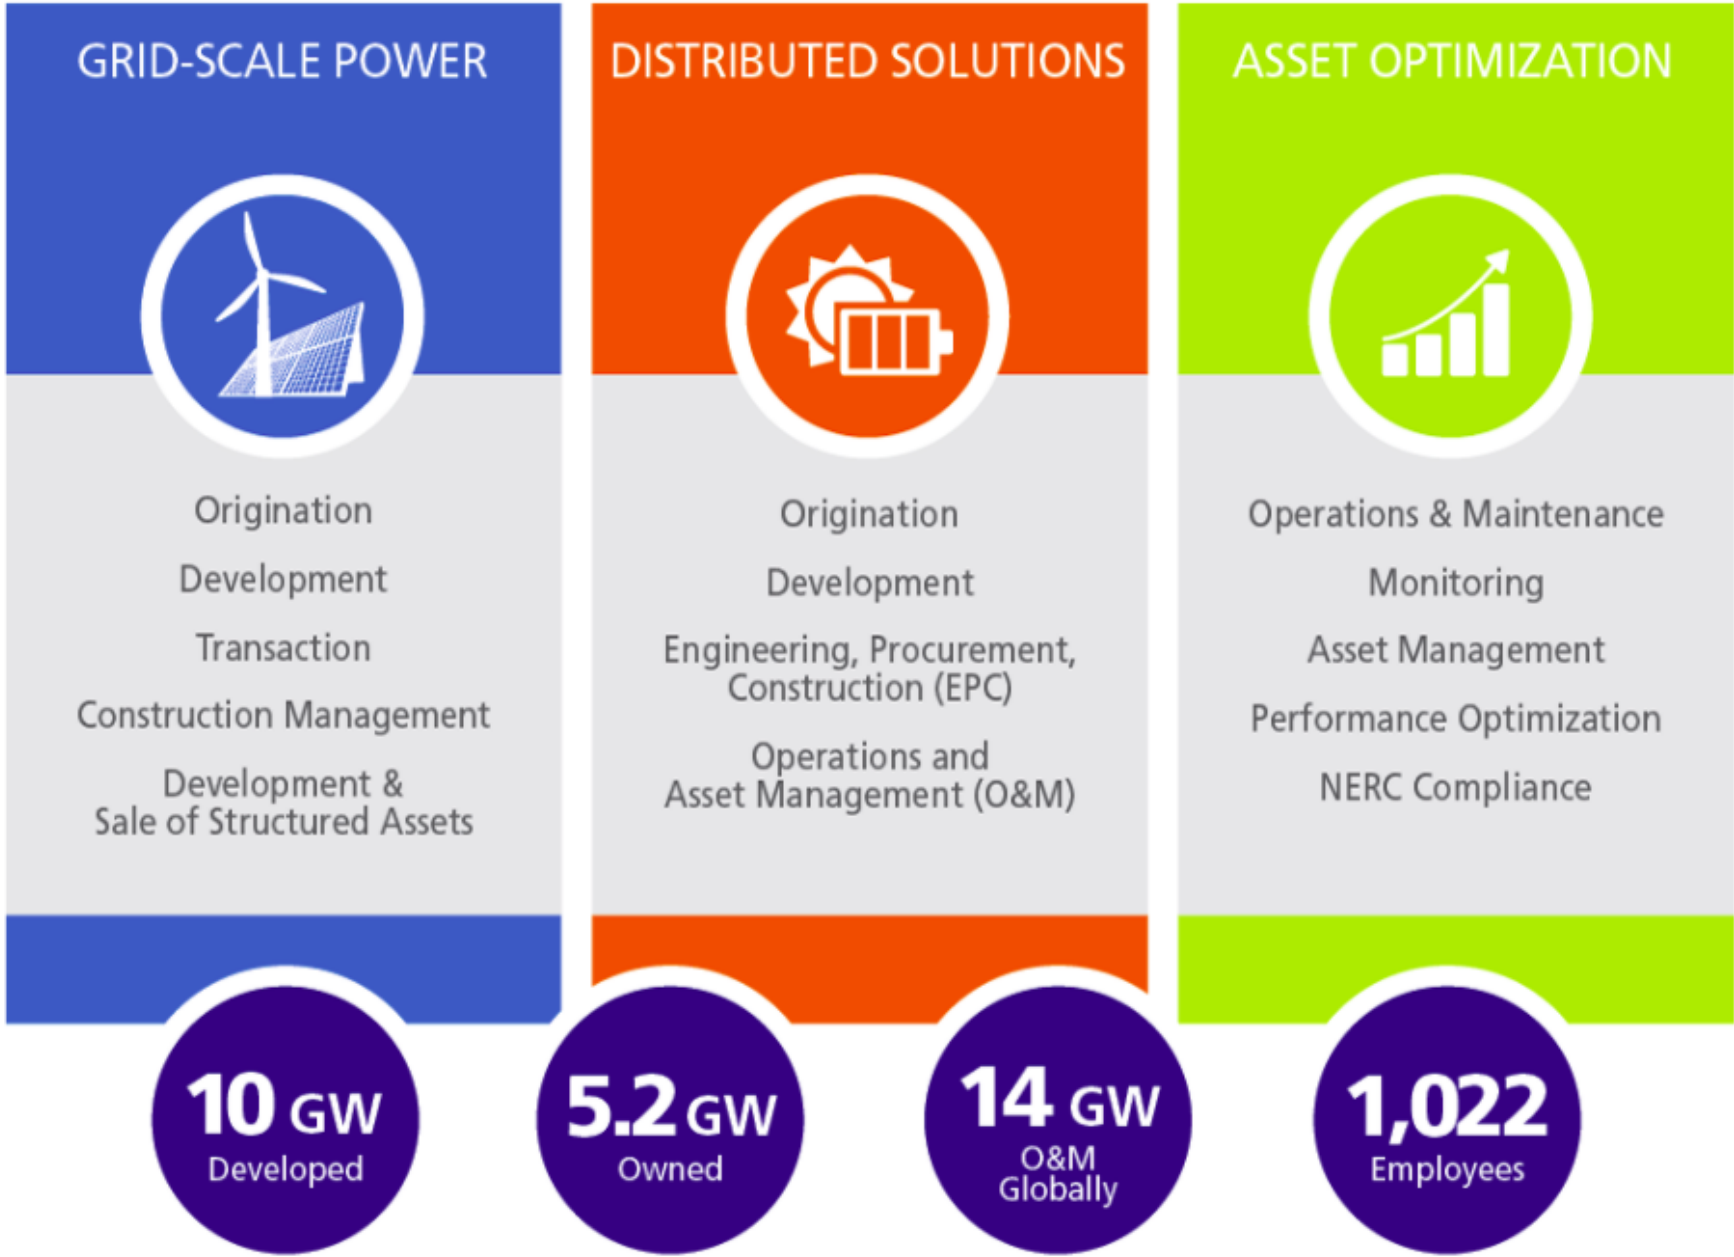 GRID-SCALE POWER
Origination
Development
Transaction
Construction Management
Development &
Sale of Structured Assets
DISTRIBUTED SOLUTIONS
Origination
Development
Engineering, Procurement,
Construction (EPC)
Operations and
Asset Management (O&M)
ASSET OPTIMIZATION
Operations & Maintenance
Monitoring
Asset Management
Performance Optimization
NERC Compliance
10 GW
Developed
5.2 GW
Owned
14 GW
O&M
Globally
1,022
Employees